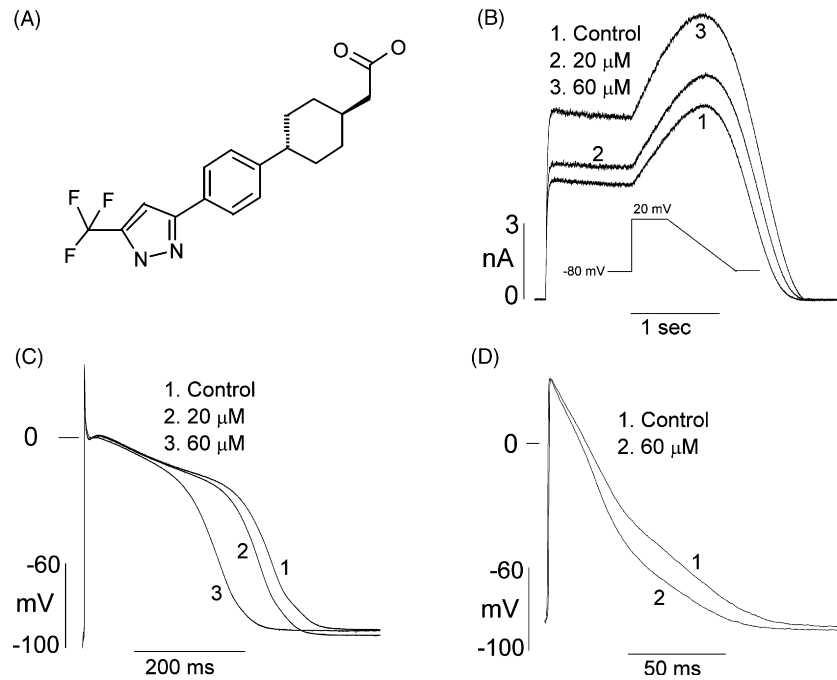 (A)
O
O
F
F
F
N
N
(B)
1. Control
2. 20 μM
3. 60 μM
3
2
1
3
nA
0
20 mV
-80 mV
1 sec
(C)
1. Control
2. 20 μM
3. 60 μM
0
2
1
3
-60
mV
-100
200 ms
(D)
1. Control
2. 60 μM
0
1
2
-60
mV
-100
50 ms